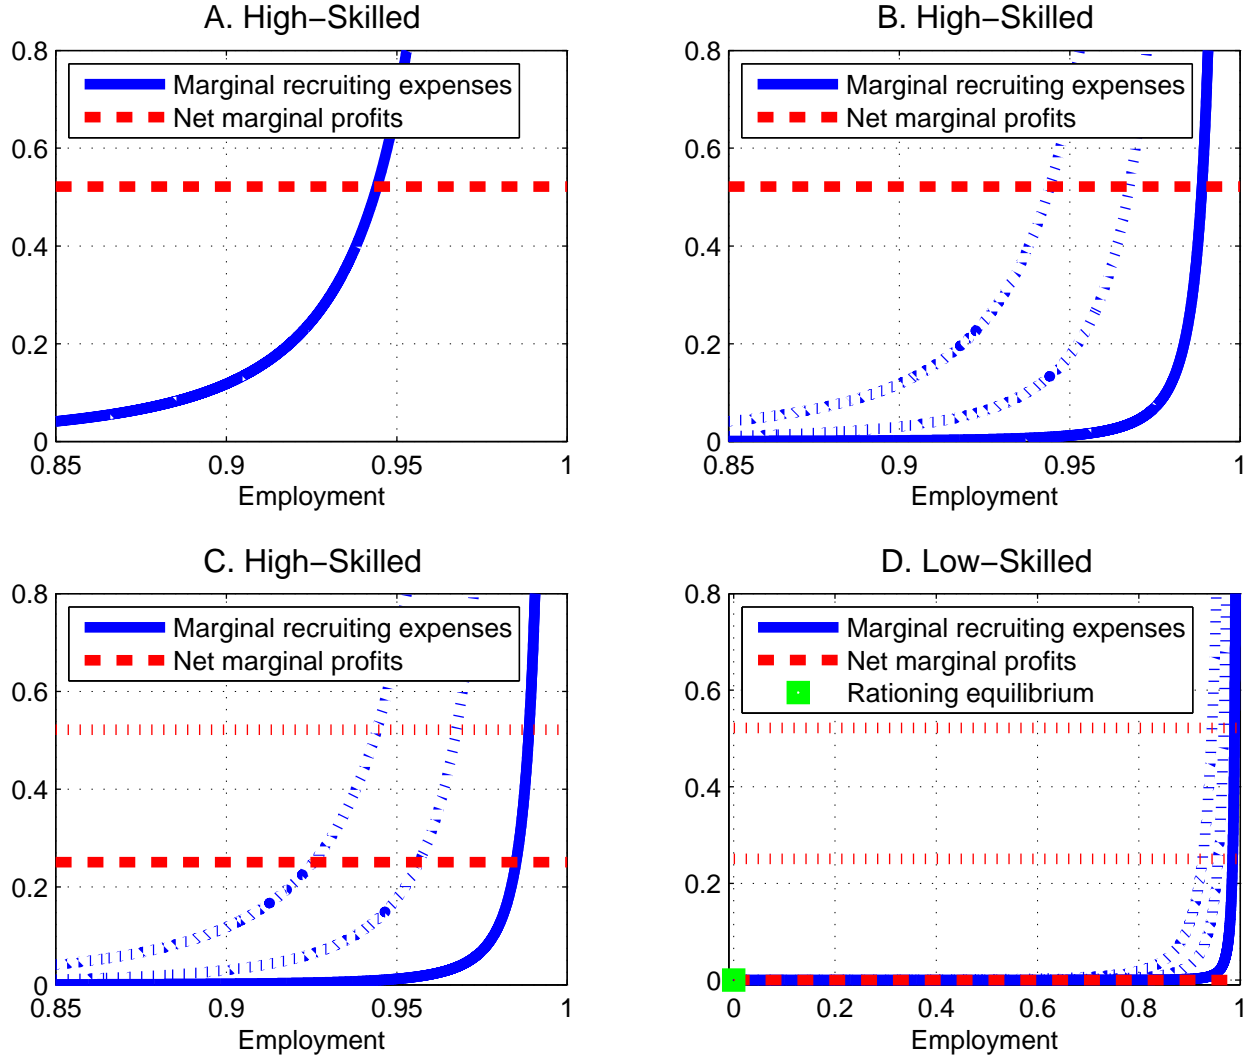 A. High−Skilled
0.8
0.6
0.4
0.2
0
0.85
0.9
0.95
1
Marginal recruiting expenses
Net marginal profits
Employment
B. High−Skilled
0.8
0.6
0.4
0.2
0
0.85
0.9
0.95
1
Marginal recruiting expenses
Net marginal profits
Employment
C. High−Skilled
0.8
0.6
0.4
0.2
0
0.85
0.9
0.95
1
Marginal recruiting expenses
Net marginal profits
Employment
D. Low−Skilled
0.8
0.6
0.4
0.2
0
0
0.2
0.4
0.6
0.8
1
Marginal recruiting expenses
Net marginal profits
Rationing equilibrium
Employment